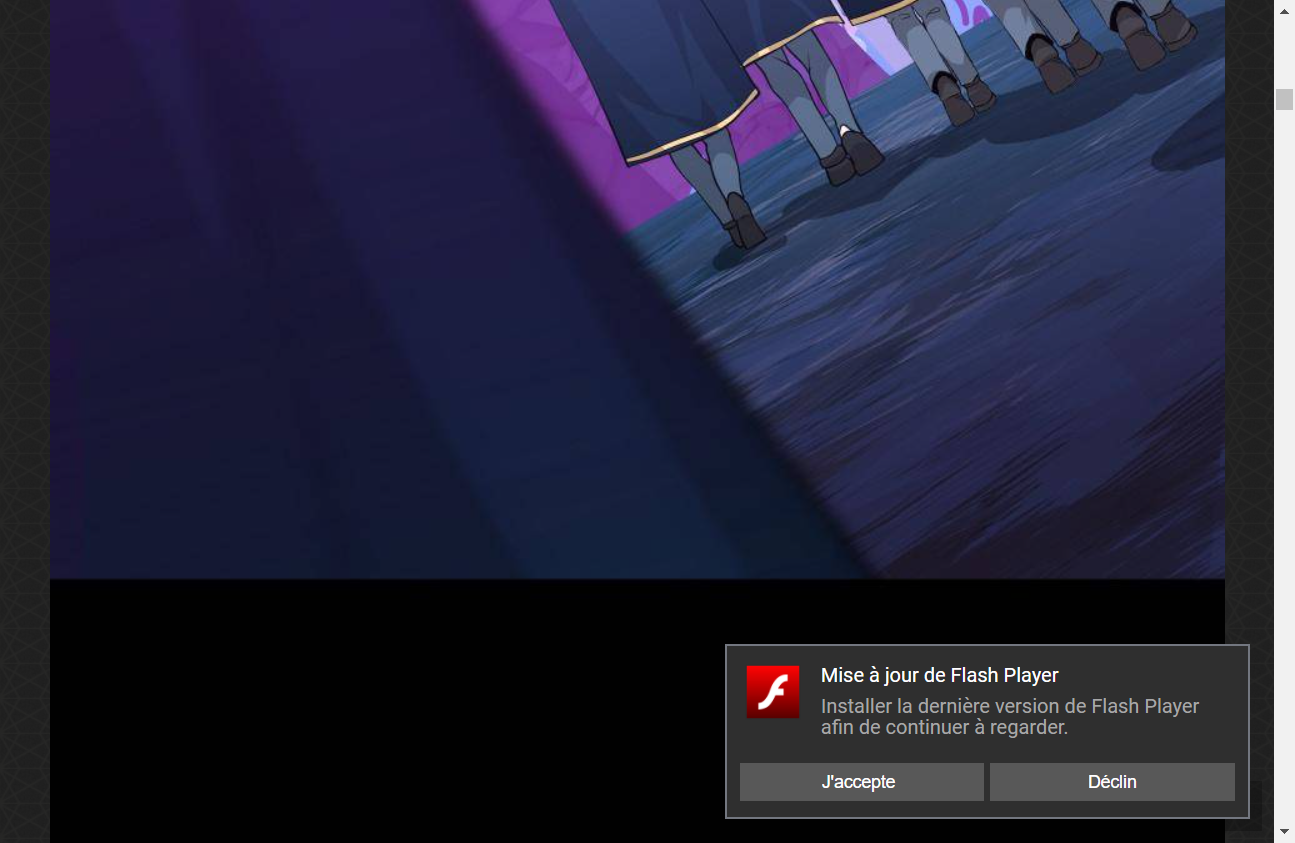 Mise à jour de Flash Player
Installer la dernière version de Flash Player
afin de continuer à regarder.
J'accepte
Déclin